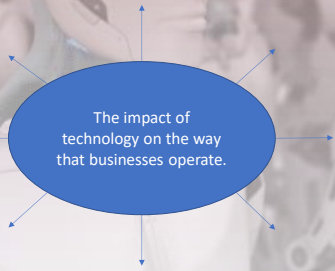 The impact of
technology on the way
that businesses operate.